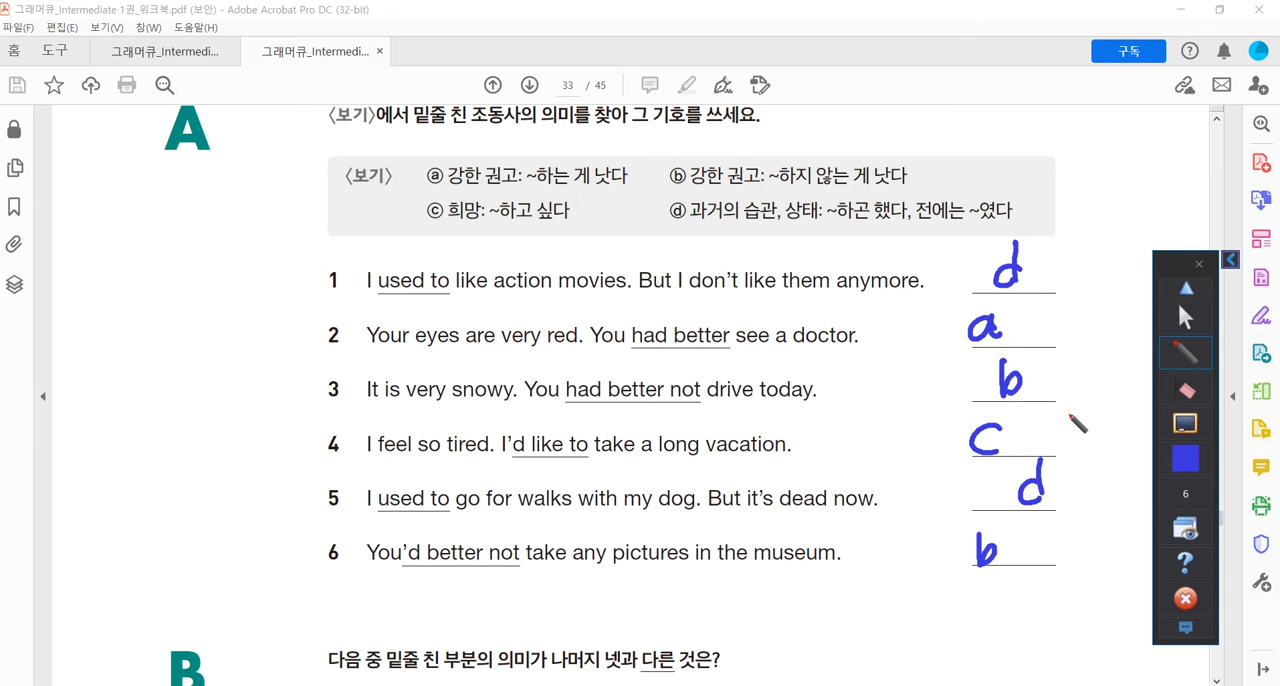 그래머큐_Intermediate 1권_워크북.pdf (보안) - Adobe Acrobat Pro DC (32-bit)
파일(F) 편집(E) 보기(V) 창(W) 도움말(H)
홈 도구 그래머큐_Intermedi... 그래머큐_Intermedi... × 구독
33 / 45
A 〈보기〉에서 밑줄 친 조동사의 의미를 찾아 그 기호를 쓰세요.
〈보기〉 ⓐ 강한 권고: ~하는 게 낫다 ⓑ 강한 권고: ~하지 않는 게 낫다
ⓒ 희망: ~하고 싶다 ⓓ 과거의 습관, 상태: ~하곤 했다, 전에는 ~였다
1 I used to like action movies. But I don't like them anymore. d
2 Your eyes are very red. You had better see a doctor. a
3 It is very snowy. You had better not drive today. b
4 I feel so tired. I'd like to take a long vacation. c
5 I used to go for walks with my dog. But it's dead now. d
6 You'd better not take any pictures in the museum. b
B 다음 중 밑줄 친 부분의 의미가 나머지 넷과 다른 것은?
6